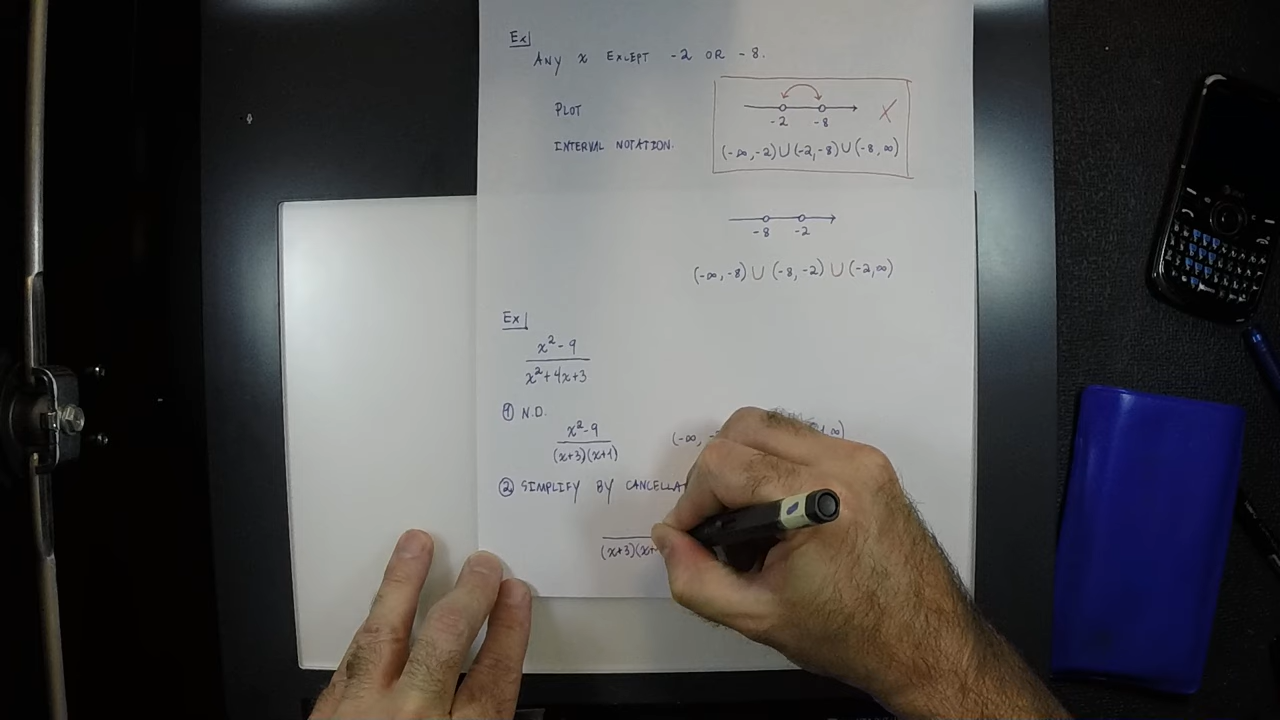 Ex
ANY x EXCEPT -2 OR -8.
PLOT
-2 -8
X
INTERVAL NOTATION.
(-∞, -2) ∪ (-2, -8) ∪ (-8, ∞)
-8 -2
(-∞, -8) ∪ (-8, -2) ∪ (-2, ∞)
Ex
x² - 9
x² + 4x + 3
① N.D.
x² - 9
(x+3)(x+1)
(-∞,
∞)
② SIMPLIFY BY
(x+3)(x+